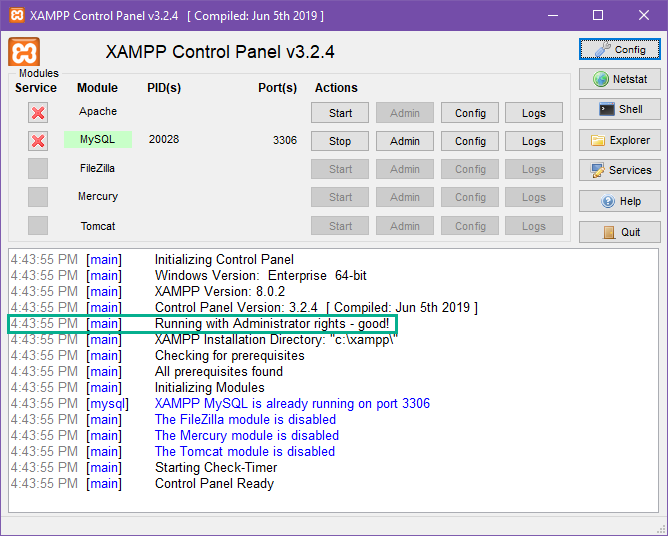 XAMPP Control Panel v3.2.4 [ Compiled: Jun 5th 2019 ]
XAMPP Control Panel v3.2.4
Config
Modules
Service Module PID(s) Port(s) Actions
Apache Start Admin Config Logs
Netstat
MySQL 20028 3306 Stop Admin Config Logs
Shell
FileZilla Start Admin Config Logs
Explorer
Mercury Start Admin Config Logs
Services
Tomcat Start Admin Config Logs
Help
Quit
4:43:55 PM [main] Initializing Control Panel
4:43:55 PM [main] Windows Version: Enterprise 64-bit
4:43:55 PM [main] XAMPP Version: 8.0.2
4:43:55 PM [main] Control Panel Version: 3.2.4 [ Compiled: Jun 5th 2019 ]
4:43:55 PM [main] Running with Administrator rights - good!
4:43:55 PM [main] XAMPP Installation Directory: "c:\xampp\"
4:43:55 PM [main] Checking for prerequisites
4:43:55 PM [main] All prerequisites found
4:43:55 PM [main] Initializing Modules
4:43:55 PM [mysql] XAMPP MySQL is already running on port 3306
4:43:55 PM [main] The FileZilla module is disabled
4:43:55 PM [main] The Mercury module is disabled
4:43:55 PM [main] The Tomcat module is disabled
4:43:55 PM [main] Starting Check-Timer
4:43:55 PM [main] Control Panel Ready